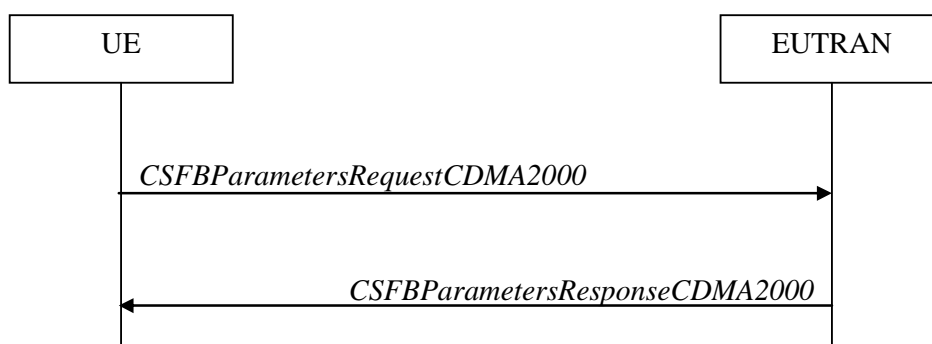 UE
EUTRAN
CSFBParametersRequestCDMA2000
CSFBParametersResponseCDMA2000